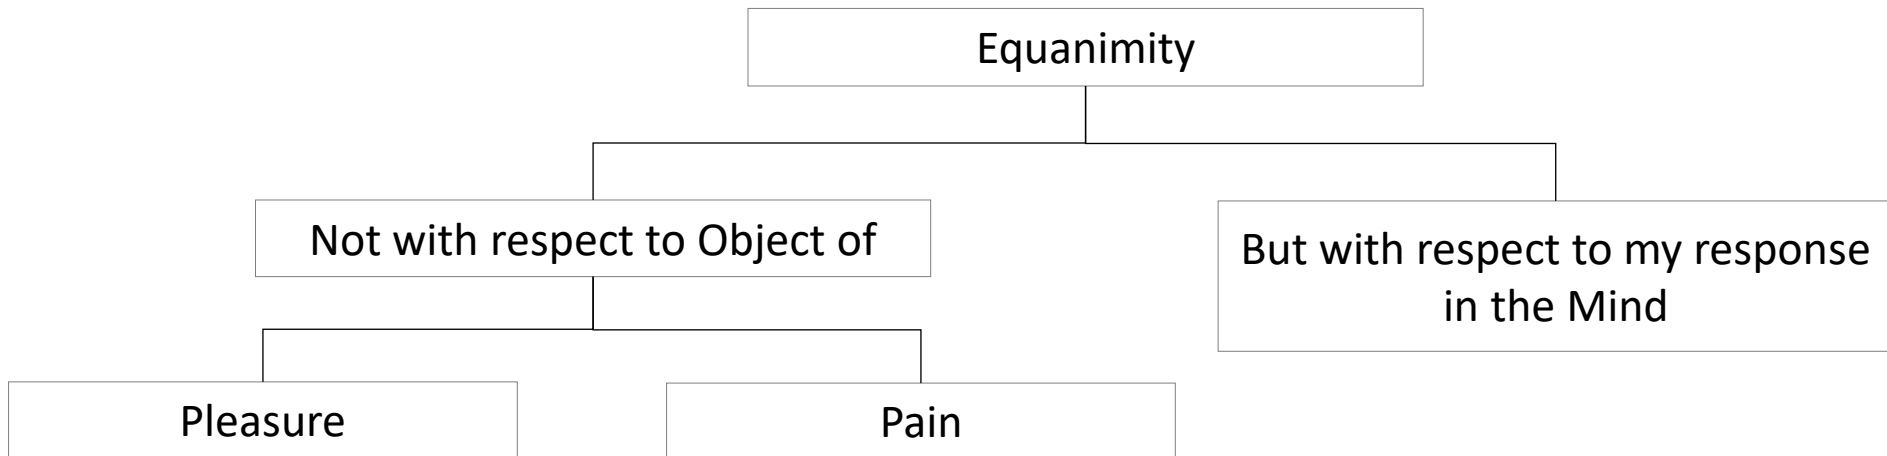 Equanimity
Not with respect to Object of
But with respect to my response
in the Mind
Pleasure
Pain